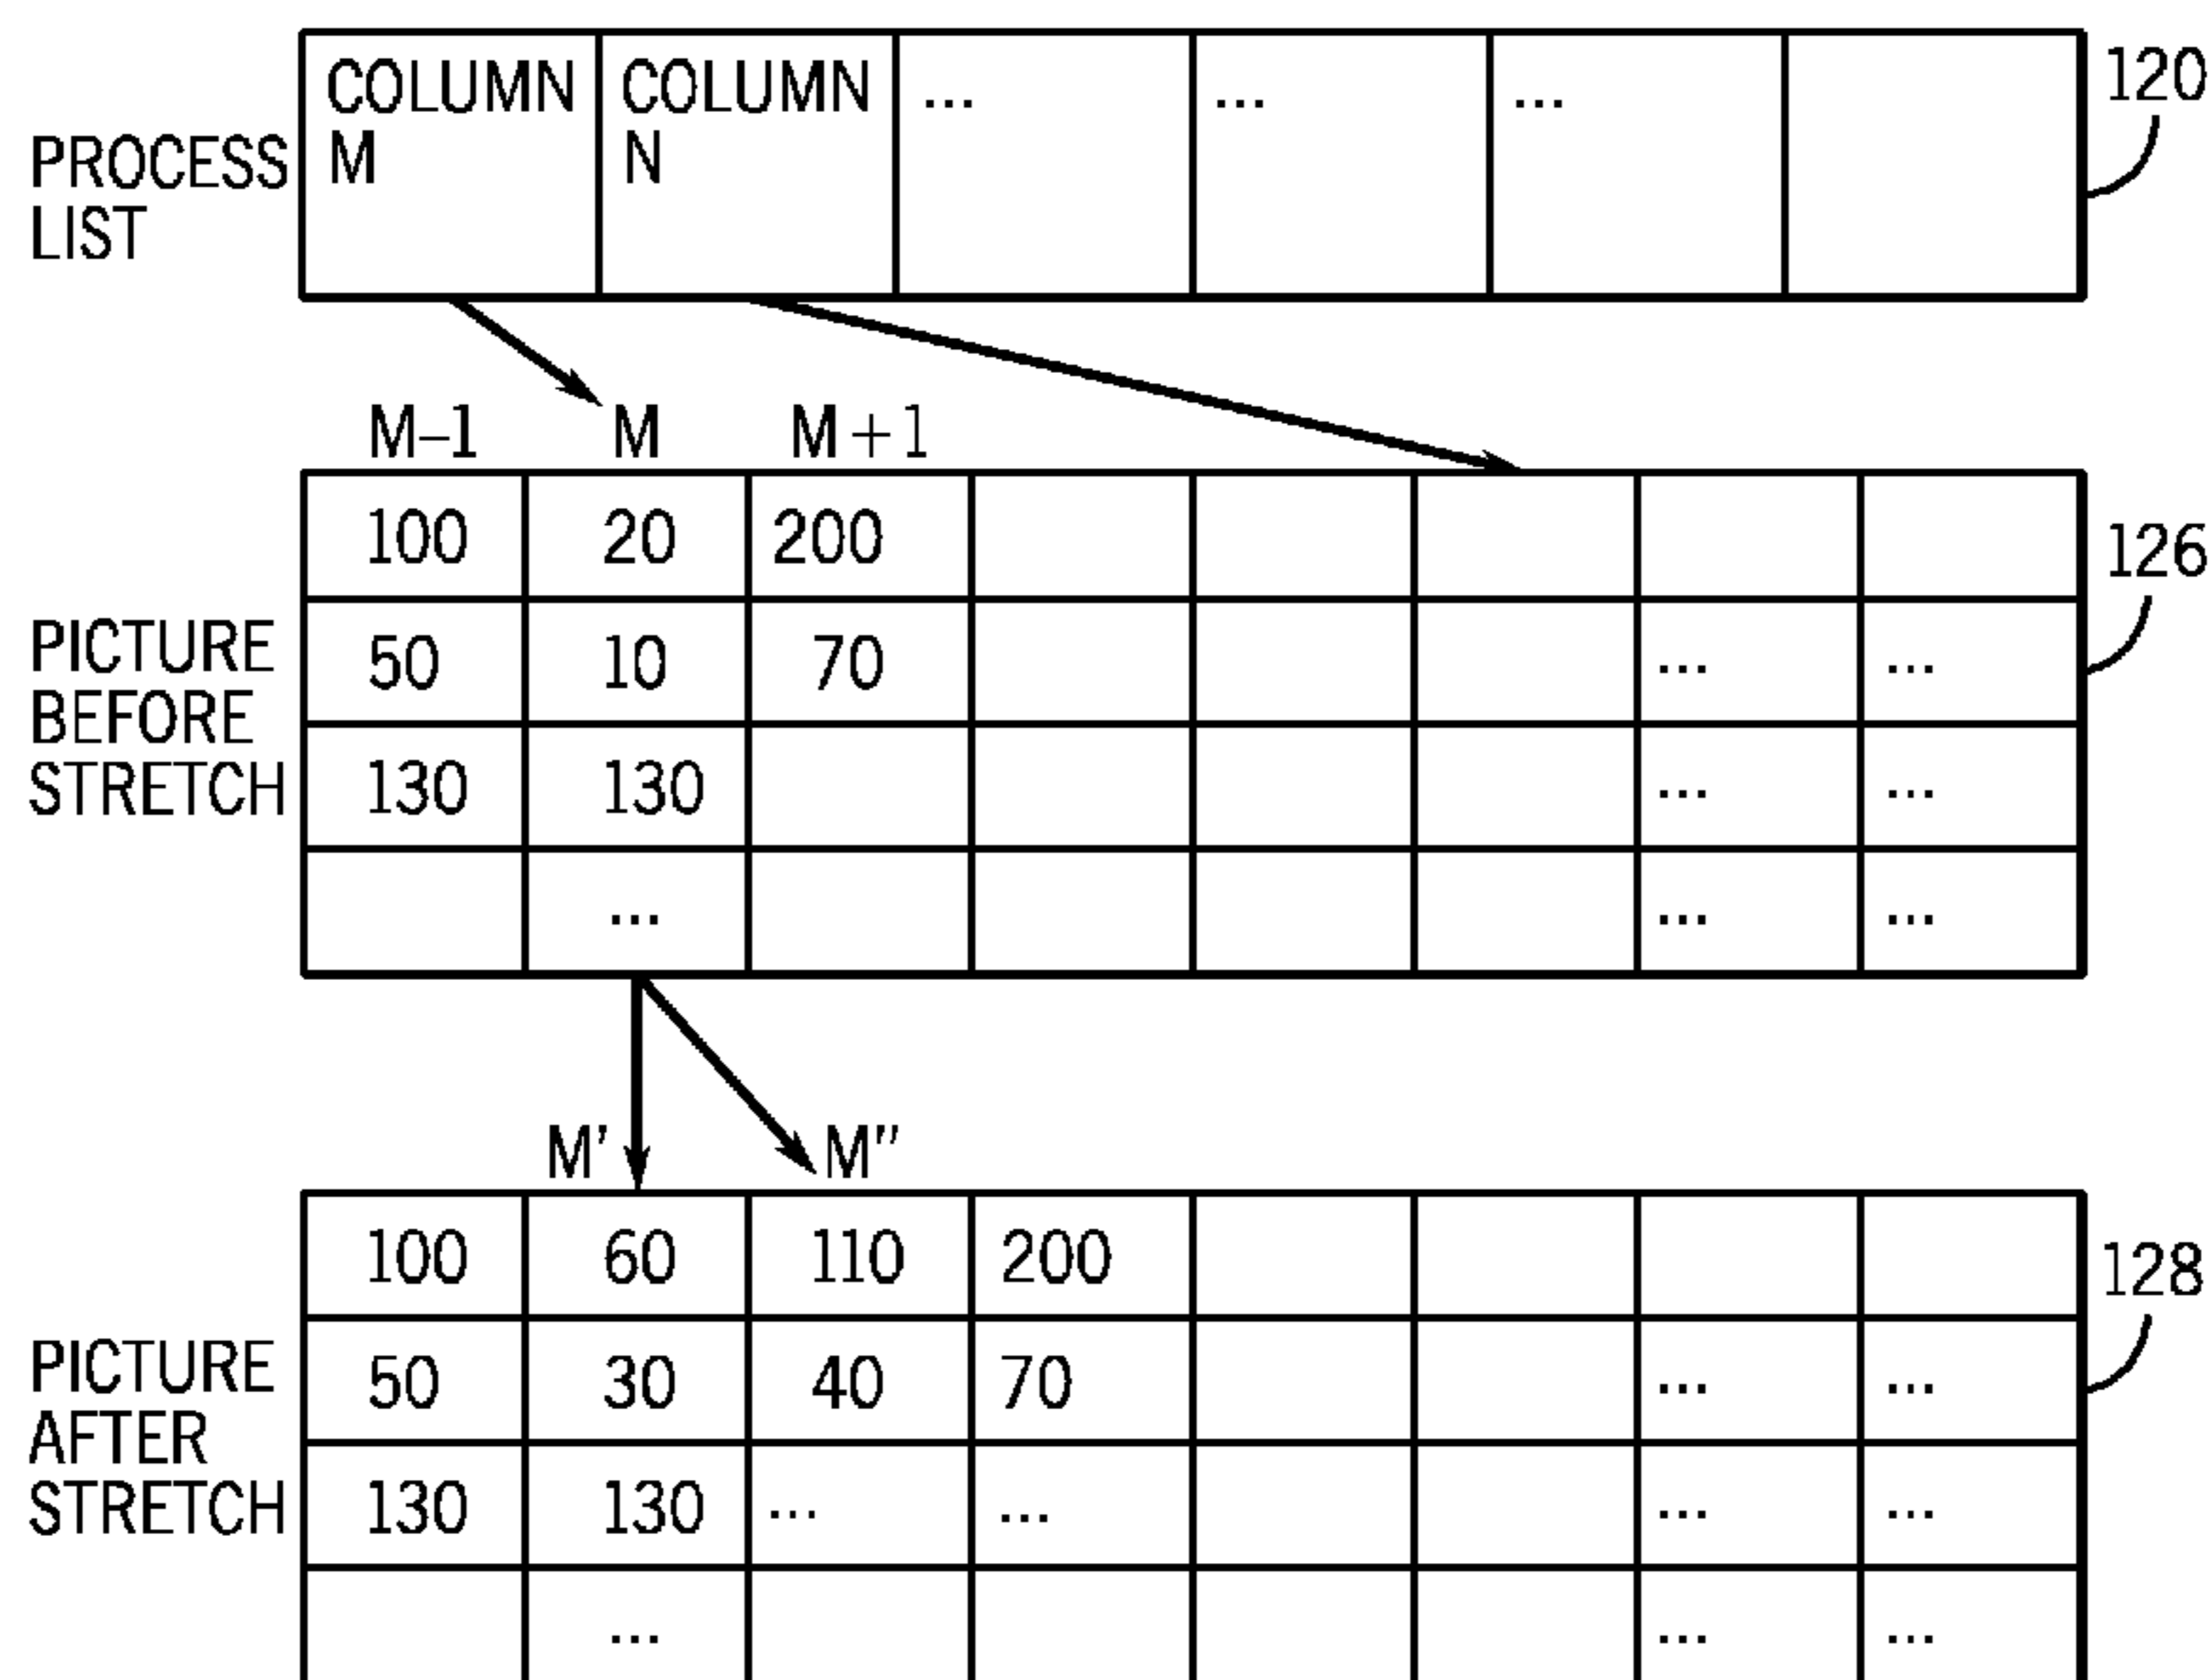 COLUMN M COLUMN N ... ... ... 120
PROCESS LIST
M–1 M M+1
100 20 200 126
PICTURE BEFORE STRETCH
50 10 70 ... ...
130 130 ... ...
... ... ...
M' M"
100 60 110 200 128
PICTURE AFTER STRETCH
50 30 40 70 ... ...
130 130 ... ... ... ...
... ... ...